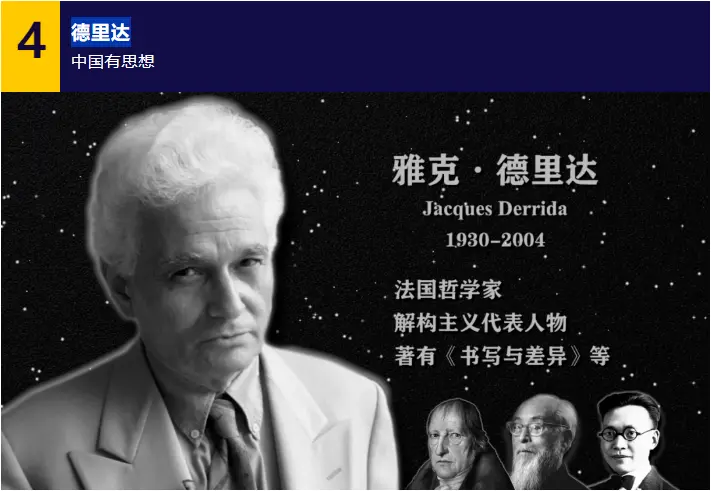 4
德里达
中国有思想
雅克·德里达
Jacques Derrida
1930-2004
法国哲学家
解构主义代表人物
著有《书写与差异》等